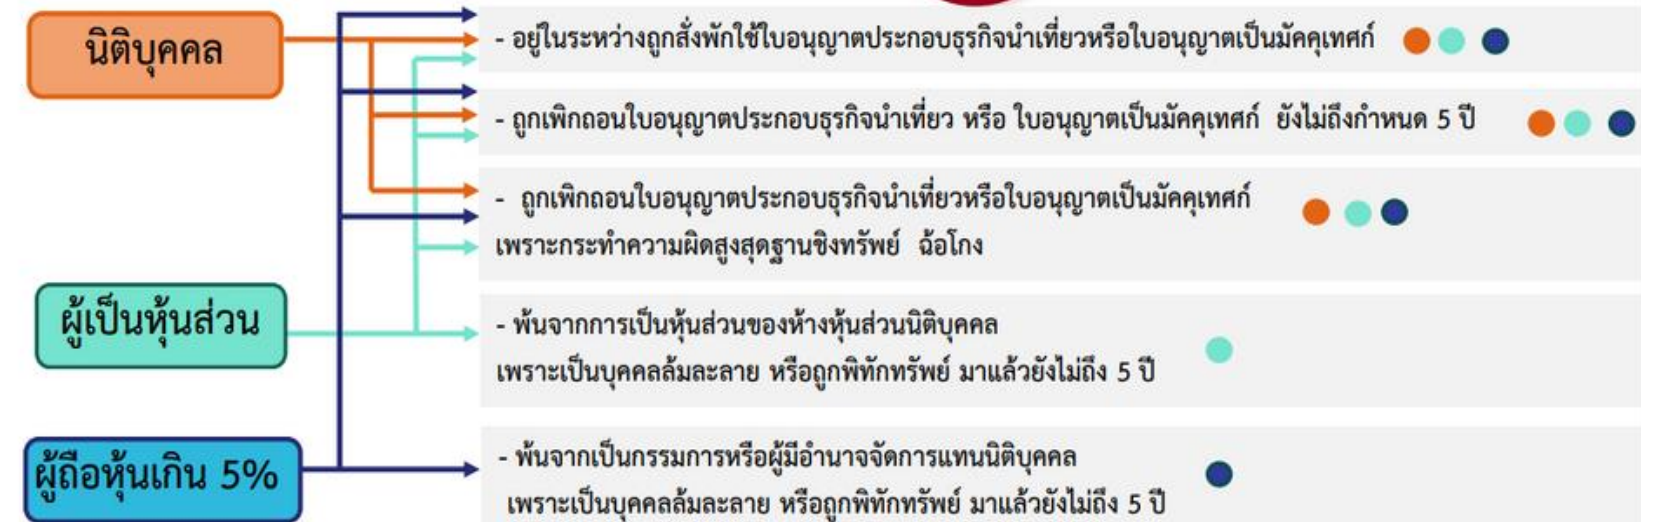 นิติบุคคล
- อยู่ในระหว่างถูกสั่งพักใช้ใบอนุญาตประกอบธุรกิจนำเที่ยวหรือใบอนุญาตเป็นมัคคุเทศก์
- ถูกเพิกถอนใบอนุญาตประกอบธุรกิจนำเที่ยว หรือ ใบอนุญาตเป็นมัคคุเทศก์ ยังไม่ถึงกำหนด 5 ปี
- ถูกเพิกถอนใบอนุญาตประกอบธุรกิจนำเที่ยวหรือใบอนุญาตเป็นมัคคุเทศก์
เพราะกระทำความผิดสูงสุดฐานชิงทรัพย์ ฉ้อโกง
ผู้เป็นหุ้นส่วน
- พ้นจากการเป็นหุ้นส่วนของห้างหุ้นส่วนนิติบุคคล
เพราะเป็นบุคคลล้มละลาย หรือถูกพิทักทรัพย์ มาแล้วยังไม่ถึง 5 ปี
ผู้ถือหุ้นเกิน 5%
- พ้นจากเป็นกรรมการหรือผู้มีอำนาจจัดการแทนนิติบุคคล
เพราะเป็นบุคคลล้มละลาย หรือถูกพิทักทรัพย์ มาแล้วยังไม่ถึง 5 ปี